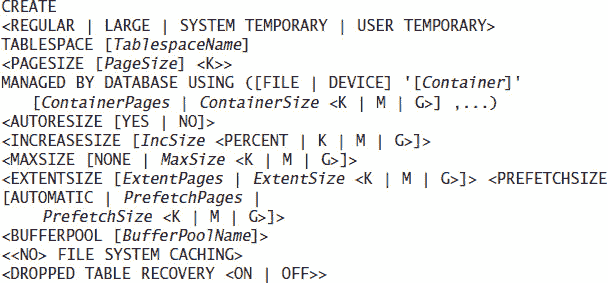 CREATE
<REGULAR | LARGE | SYSTEM TEMPORARY | USER TEMPORARY>
TABLESPACE [TablespaceName]
<PAGESIZE [PageSize] <K>>
MANAGED BY DATABASE USING ([FILE | DEVICE] '[Container]'
[ContainerPages | ContainerSize <K | M | G>] ,...)
<AUTORESIZE [YES | NO]>
<INCREASESIZE [IncSize <PERCENT | K | M | G>]>
<MAXSIZE [NONE | MaxSize <K | M | G>]>
<EXTENTSIZE [ExtentPages | ExtentSize <K | M | G>]> <PREFETCHSIZE
[AUTOMATIC | PrefetchPages |
PrefetchSize <K | M | G>]>
<BUFFERPOOL [BufferPoolName]>
<<NO> FILE SYSTEM CACHING>
<DROPPED TABLE RECOVERY <ON | OFF>>